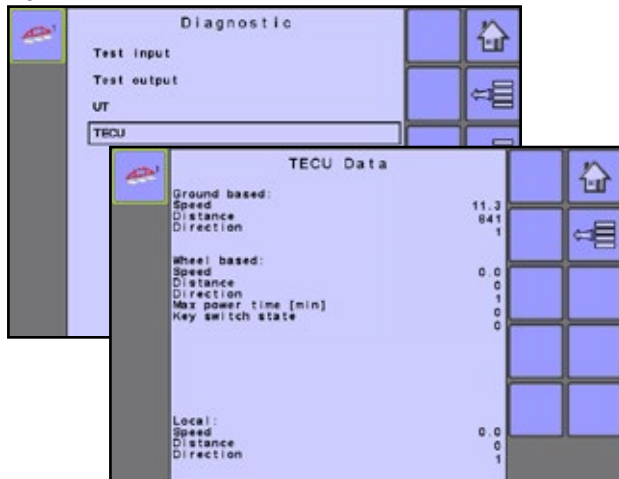 Diagnostic
Test input
Test output
UT
TECU
TECU Data
Ground based:
Speed 11.3
Distance 841
Direction 1
Wheel based:
Speed 0.0
Distance 0
Direction 1
Max power time [min] 0
Key switch state 0
Local:
Speed 0.0
Distance 0
Direction 1